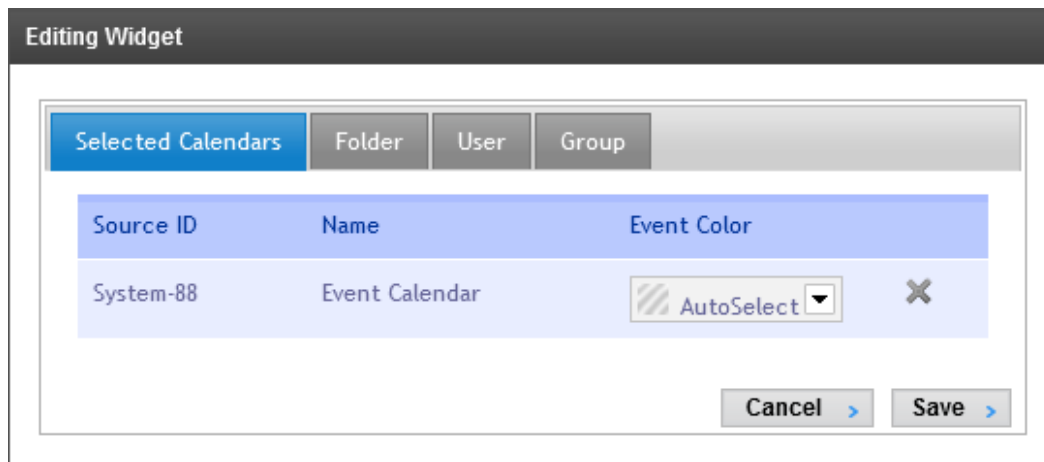 Editing Widget
Selected Calendars Folder User Group
Source ID Name Event Color
System-88 Event Calendar AutoSelect
Cancel Save